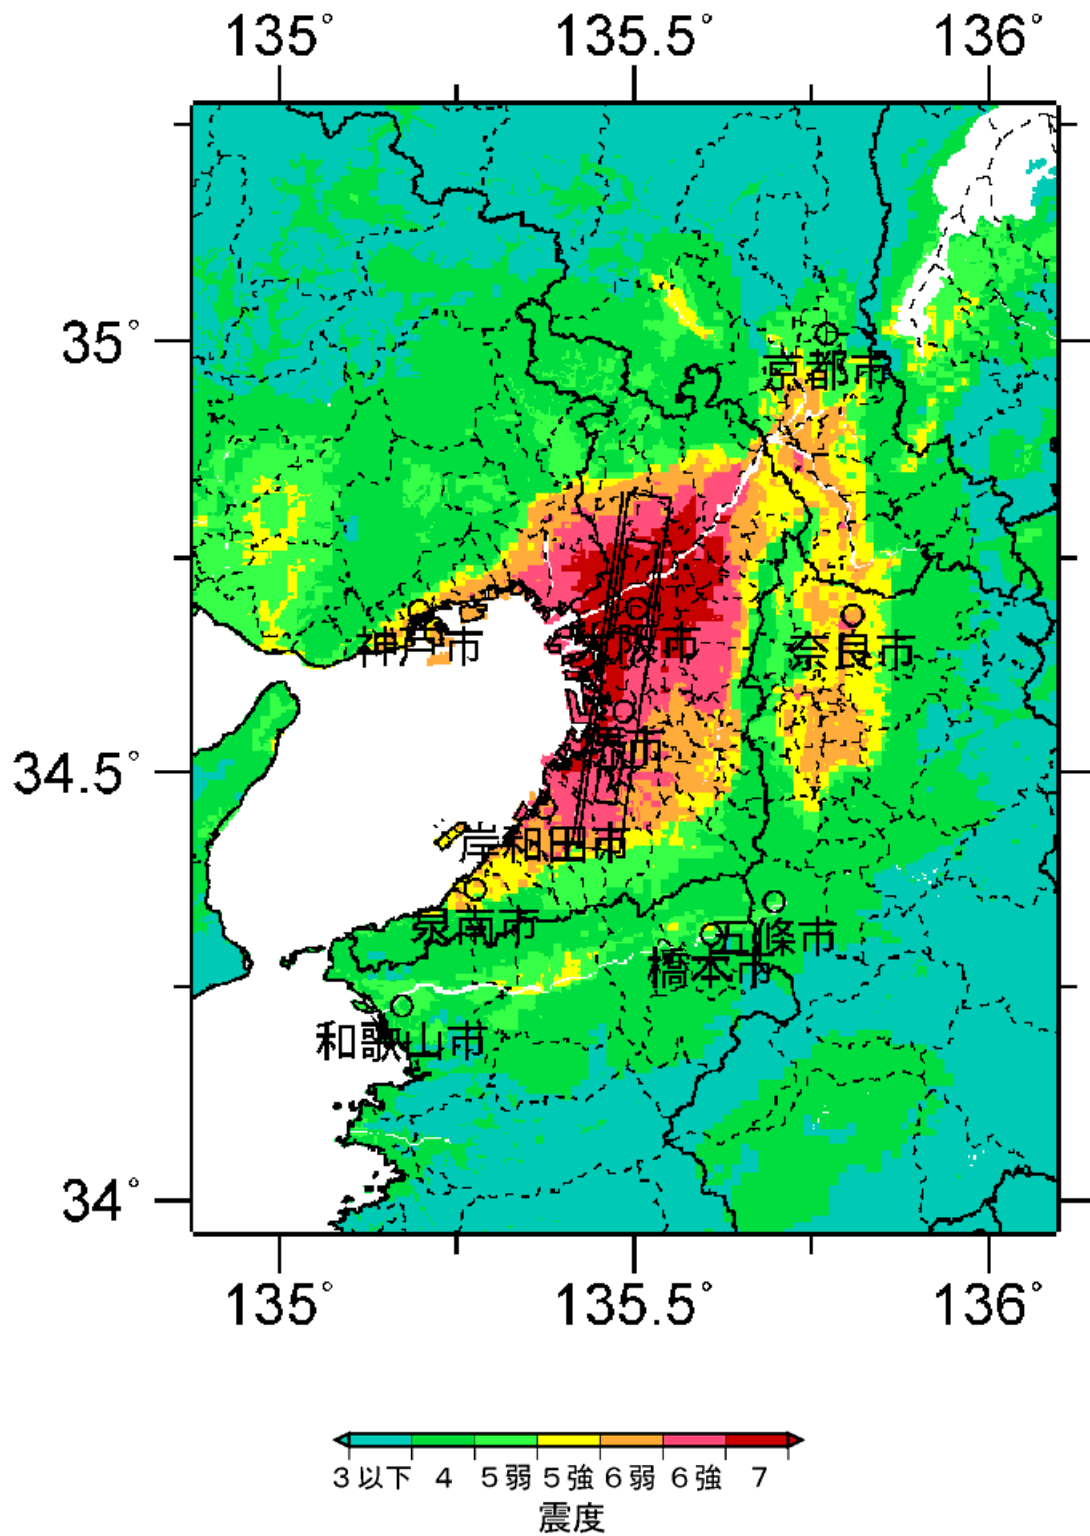 135° 135.5° 136°
35°
京都市
神戸市
大阪市
奈良市
堺市
34.5°
岸和田市
泉南市
五條市
橋本市
和歌山市
34°
135° 135.5° 136°
3以下 4 5弱 5強 6弱 6強 7
震度